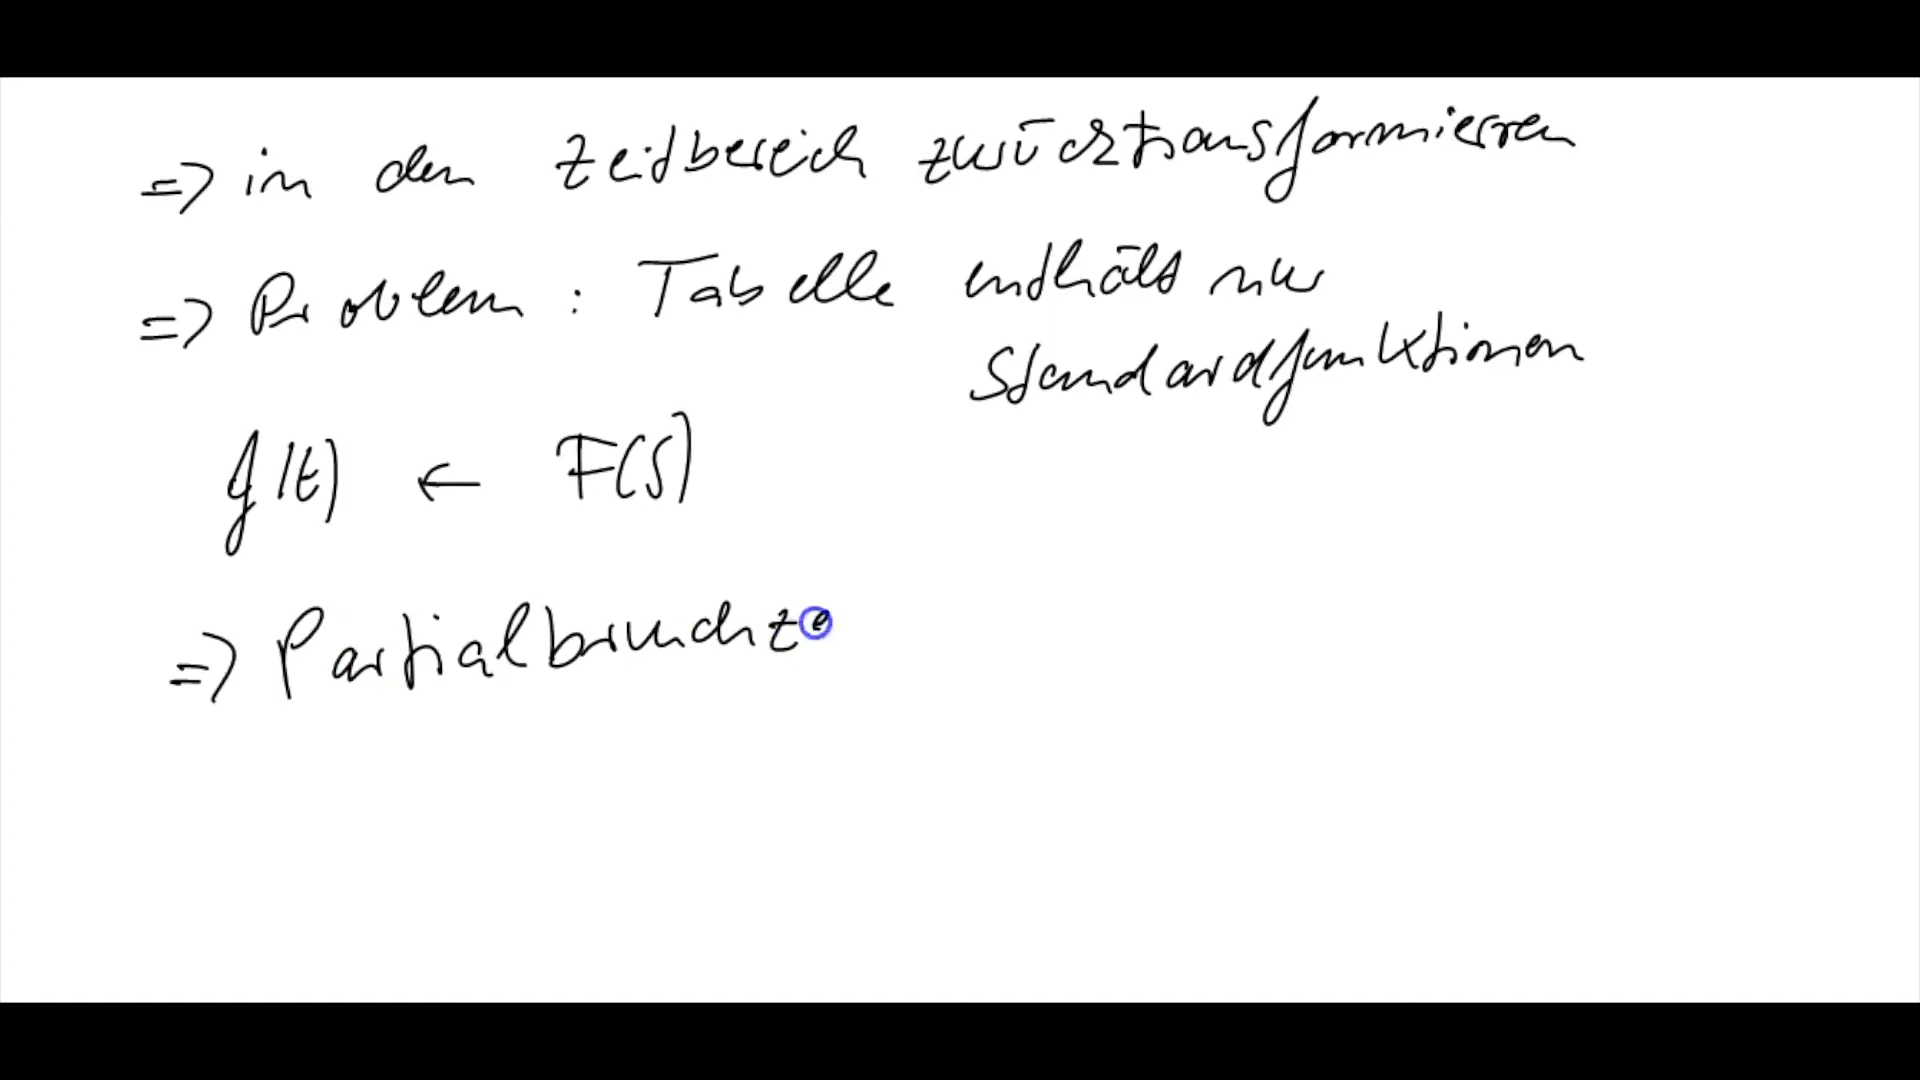 => in den Zeitbereich zurücktransformieren
=> Problem : Tabelle enthält nur
Standardfunktionen
f(t) ← F(s)
=> Partialbruchze